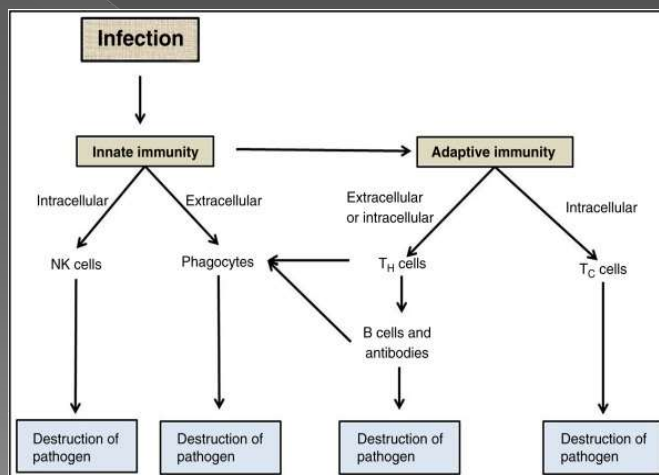 Infection
Innate immunity
Adaptive immunity
Intracellular
Extracellular
Extracellular
or intracellular
Intracellular
NK cells
Phagocytes
TH cells
TC cells
B cells and
antibodies
Destruction of
pathogen
Destruction of
pathogen
Destruction of
pathogen
Destruction of
pathogen